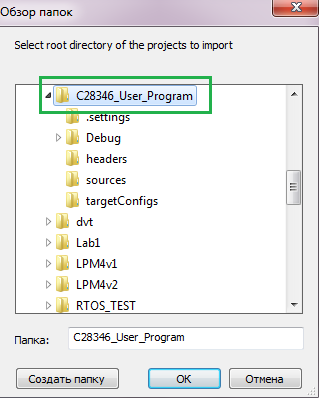 Обзор папок
Select root directory of the projects to import
C28346_User_Program
.settings
Debug
headers
sources
targetConfigs
dvt
Lab1
LPM4v1
LPM4v2
RTOS_TEST
Папка: C28346_User_Program
Создать папку OK Отмена